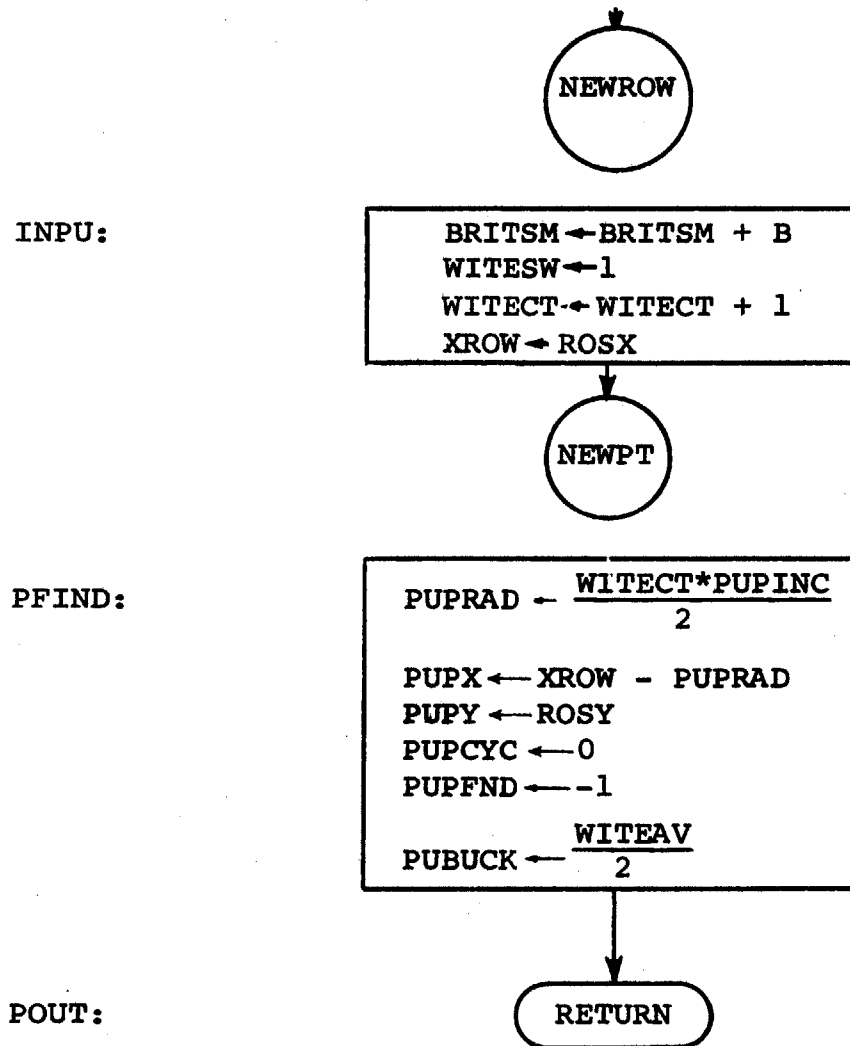 NEWROW
INPU:
BRITSM ← BRITSM + B
WITESW ← 1
WITECT ← WITECT + 1
XROW ← ROSX
NEWPT
PFIND:
PUPRAD ← WITECT*PUPINC
2
PUPX ← XROW - PUPRAD
PUPY ← ROSY
PUPCYC ← 0
PUPFND ← -1
PUBUCK ← WITEAV
2
POUT:
RETURN